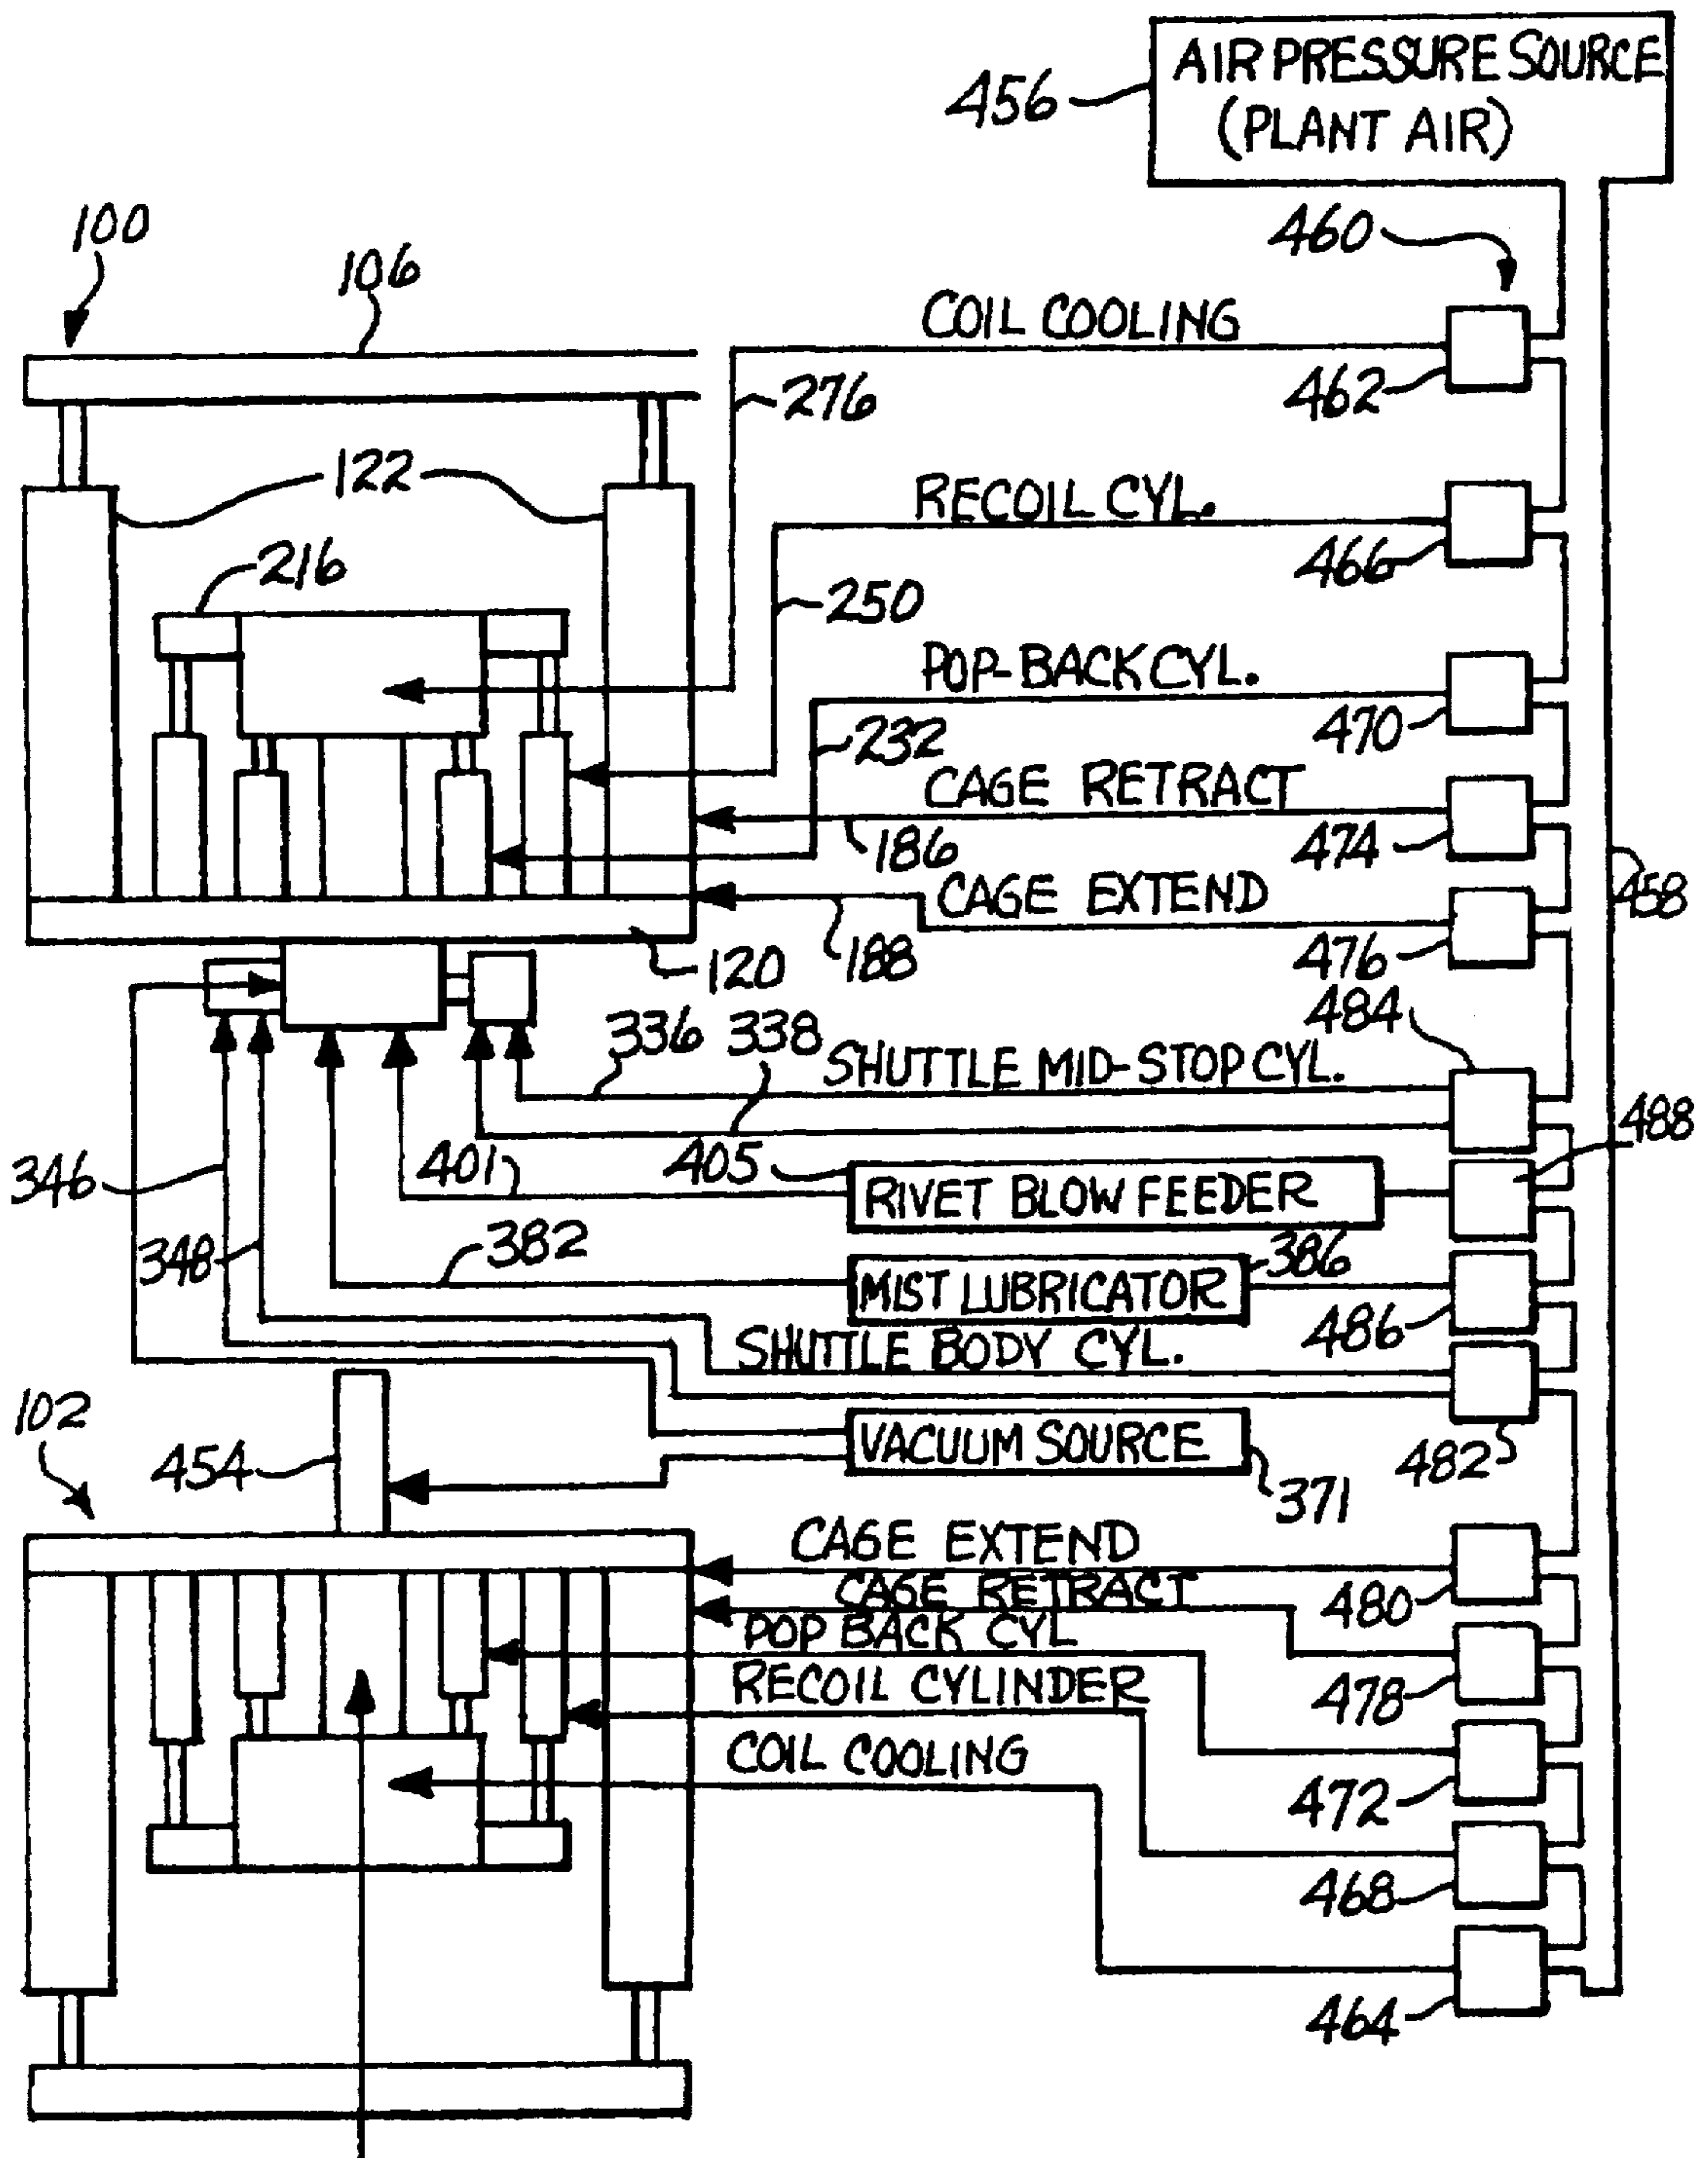 AIR PRESSURE SOURCE
(PLANT AIR)
456
100
106
460
COIL COOLING
276
462
122
RECOIL CYL.
216
466
250
POP-BACK CYL.
470
232
CAGE RETRACT
186
474
CAGE EXTEND
458
120
188
476
484
336 338
SHUTTLE MID-STOP CYL.
488
346
401
405
RIVET BLOW FEEDER
348
382
386
MIST LUBRICATOR
486
SHUTTLE BODY CYL.
102
454
VACUUM SOURCE
482
371
CAGE EXTEND
480
CAGE RETRACT
POP BACK CYL
478
RECOIL CYLINDER
COIL COOLING
472
468
464